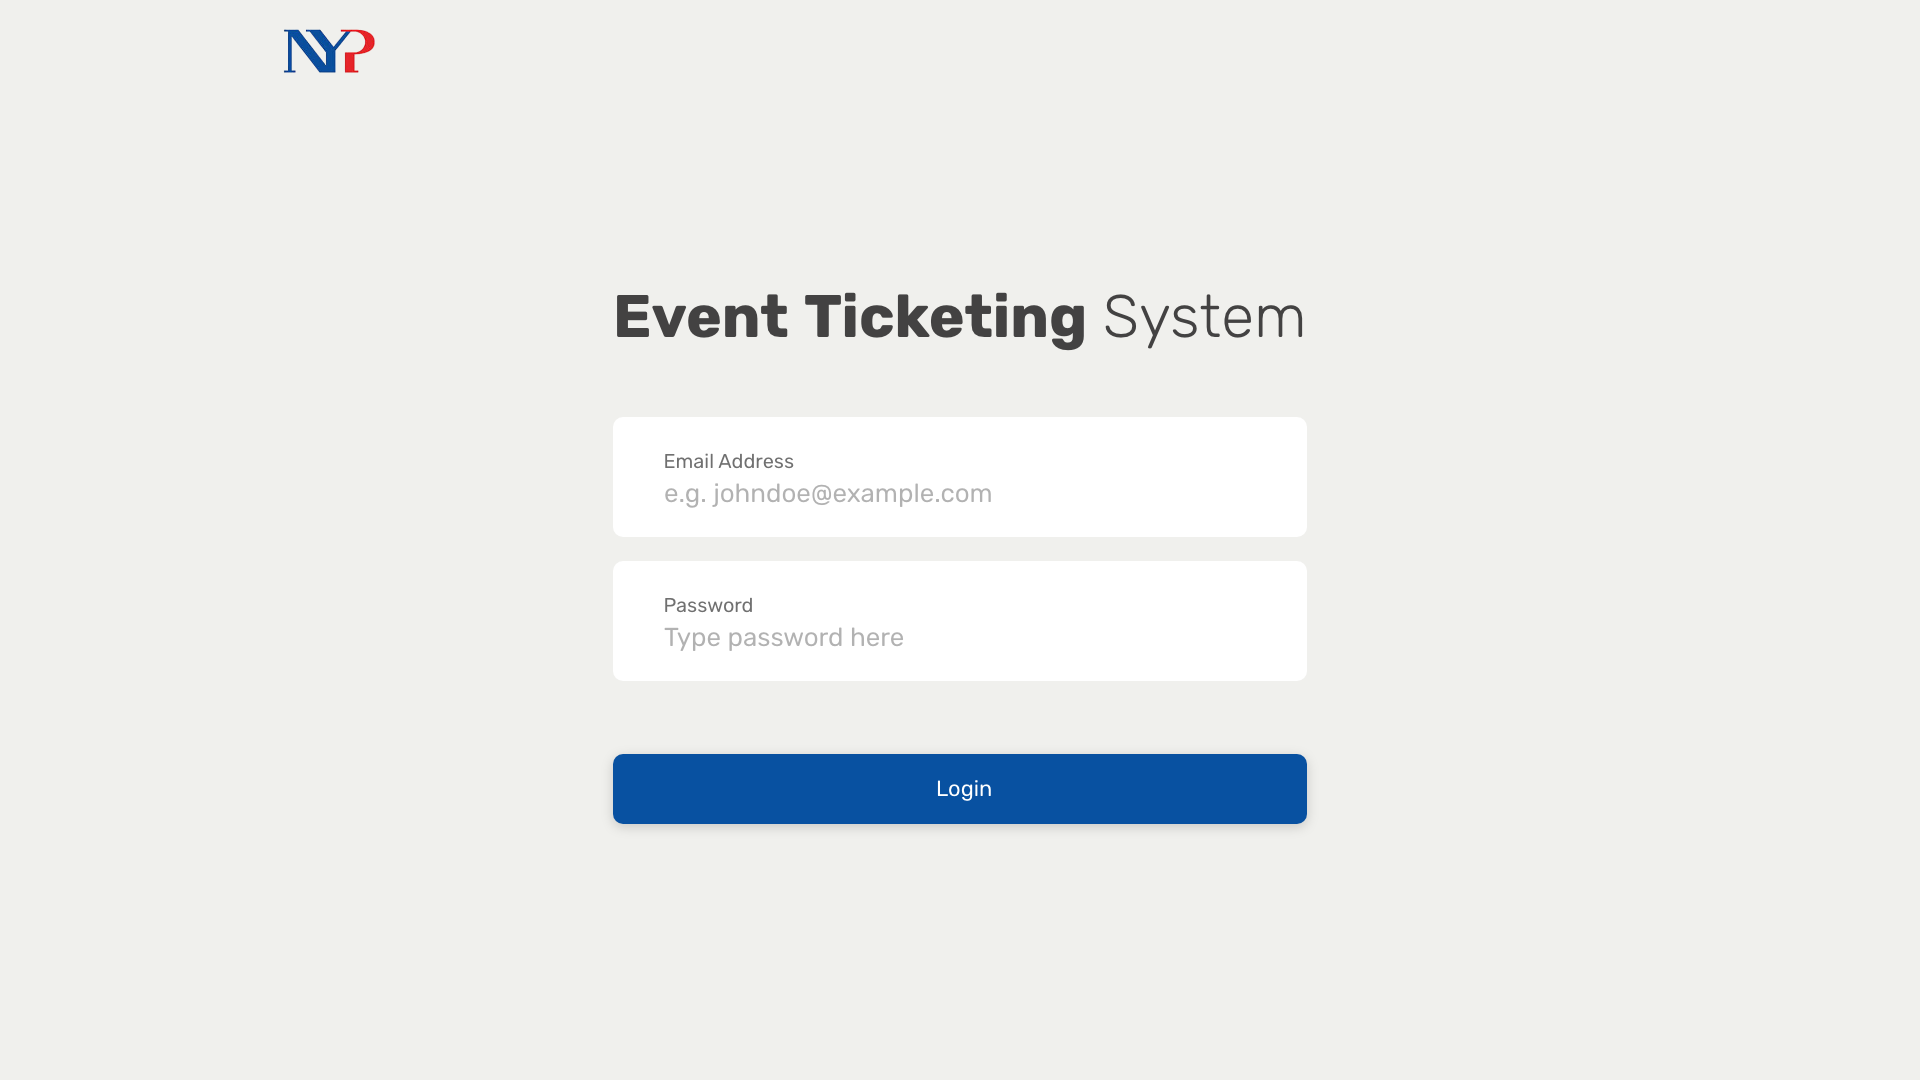 NYP
Event Ticketing System
Email Address
e.g. johndoe@example.com
Password
Type password here
Login